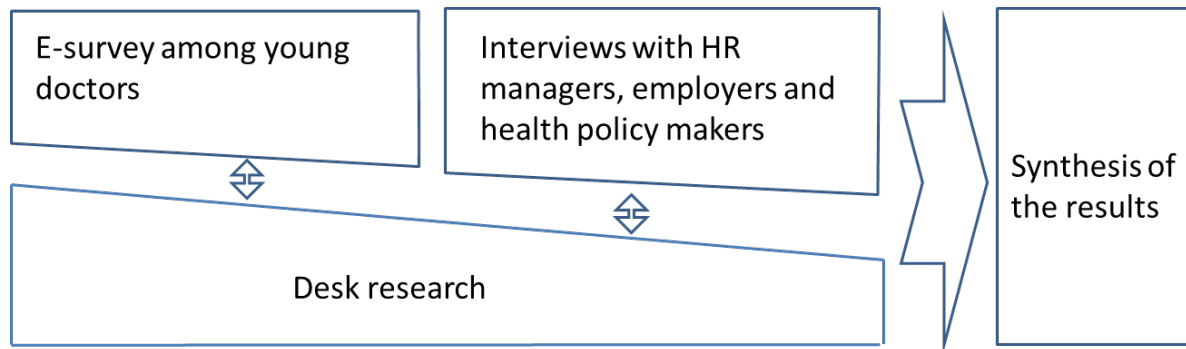 E-survey among young
doctors
Interviews with HR
managers, employers and
health policy makers
Synthesis of
the results
Desk research